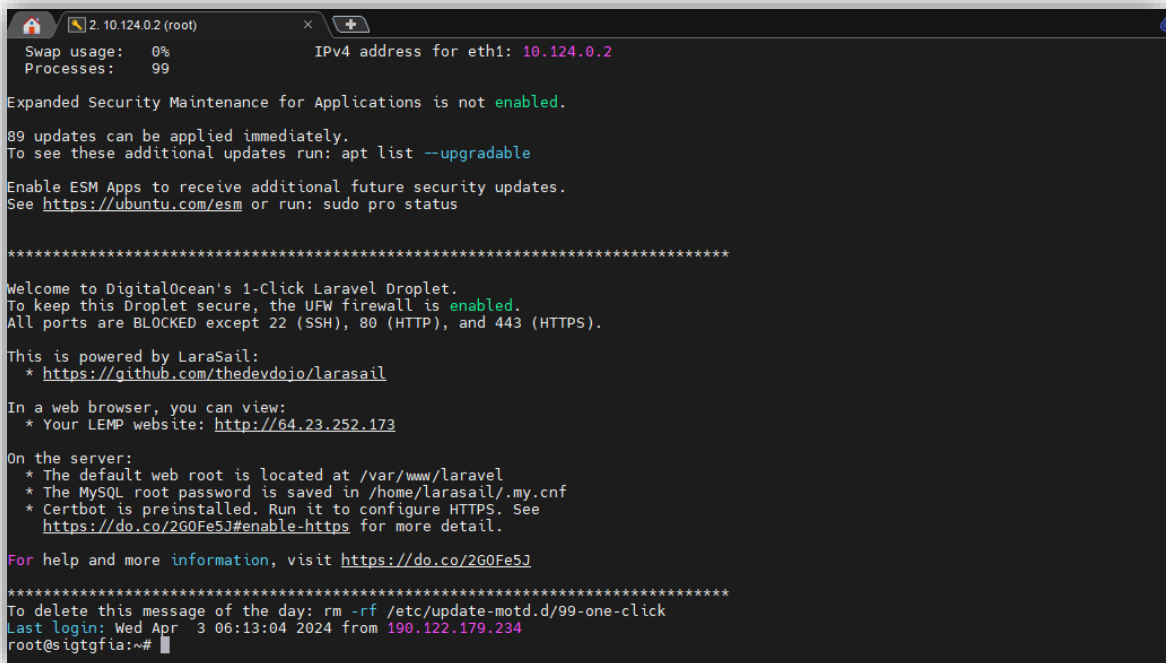 2. 10.124.0.2 (root)
Swap usage: 0% IPv4 address for eth1: 10.124.0.2
Processes: 99
Expanded Security Maintenance for Applications is not enabled.
89 updates can be applied immediately.
To see these additional updates run: apt list --upgradable
Enable ESM Apps to receive additional future security updates.
See https://ubuntu.com/esm or run: sudo pro status
********************************************************************************
Welcome to DigitalOcean's 1-Click Laravel Droplet.
To keep this Droplet secure, the UFW firewall is enabled.
All ports are BLOCKED except 22 (SSH), 80 (HTTP), and 443 (HTTPS).
This is powered by LaraSail:
* https://github.com/thedevdojo/larasail
In a web browser, you can view:
* Your LEMP website: http://64.23.252.173
On the server:
* The default web root is located at /var/www/laravel
* The MySQL root password is saved in /home/larasail/.my.cnf
* Certbot is preinstalled. Run it to configure HTTPS. See
https://do.co/2GOFe5J#enable-https for more detail.
For help and more information, visit https://do.co/2GOFe5J
********************************************************************************
To delete this message of the day: rm -rf /etc/update-motd.d/99-one-click
Last login: Wed Apr 3 06:13:04 2024 from 190.122.179.234
root@sigtgfia:~#